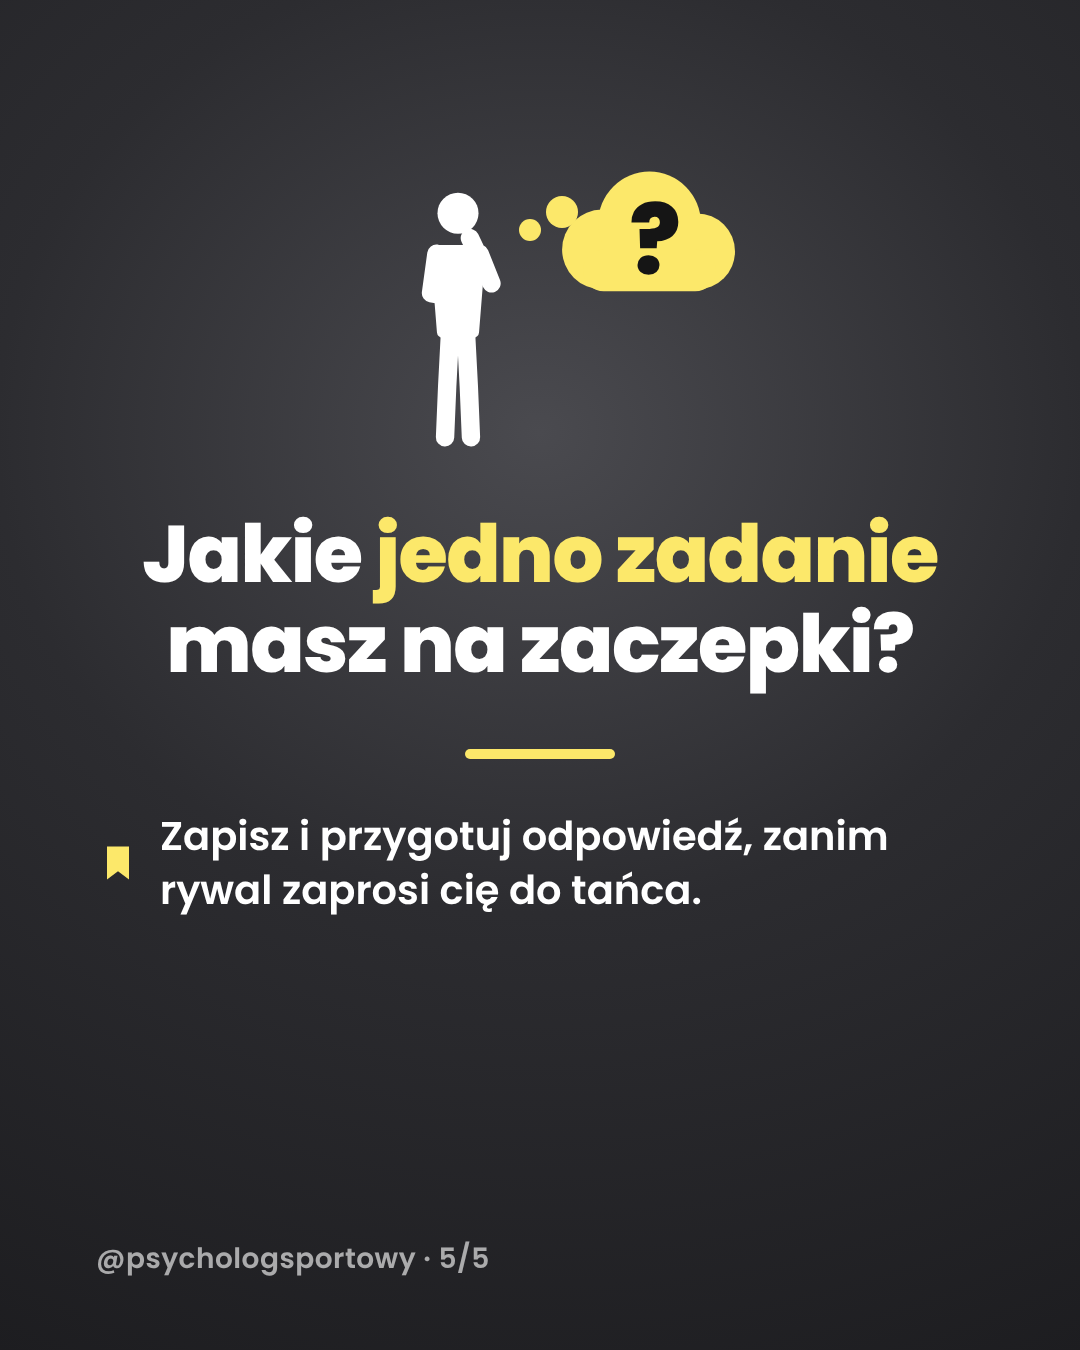 ?
Jakie jedno zadanie
masz na zaczepki?
Zapisz i przygotuj odpowiedź, zanim
rywal zaprosi cię do tańca.
@psychologsportowy · 5/5